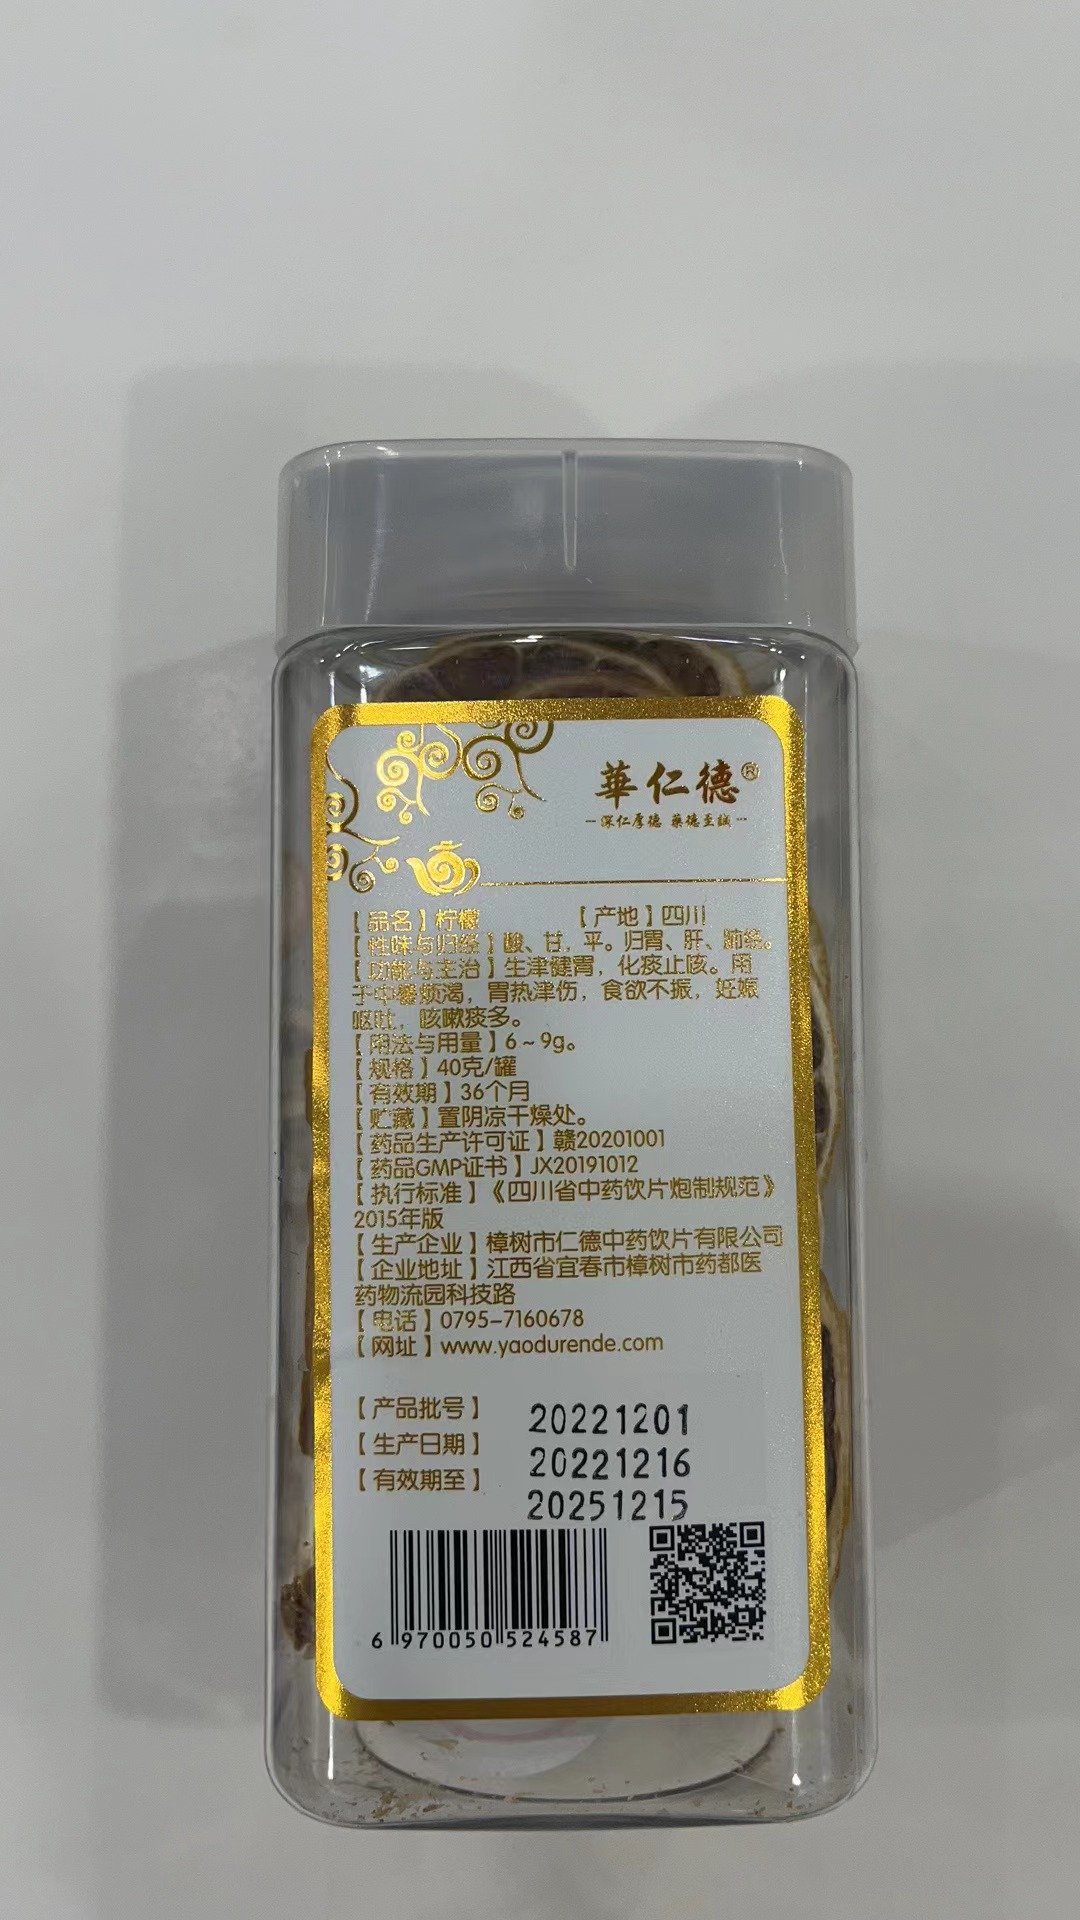 華仁德®
深仁厚德 藥德至誠
【品名】柠檬 【产地】四川
【性味与归经】酸、甘，平。归胃、肝、肺经。
【功能与主治】生津健胃，化痰止咳。用
于中暑烦渴，胃热津伤，食欲不振，妊娠
呕吐，咳嗽痰多。
【用法与用量】6~9g。
【规格】40克/罐
【有效期】36个月
【贮藏】置阴凉干燥处。
【药品生产许可证】赣20201001
【药品GMP证书】JX20191012
【执行标准】《四川省中药饮片炮制规范》
2015年版
【生产企业】樟树市仁德中药饮片有限公司
【企业地址】江西省宜春市樟树市药都医
药物流园科技路
【电话】0795-7160678
【网址】www.yaodurende.com
【产品批号】 20221201
【生产日期】 20221216
【有效期至】 20251215
6 970050 524587